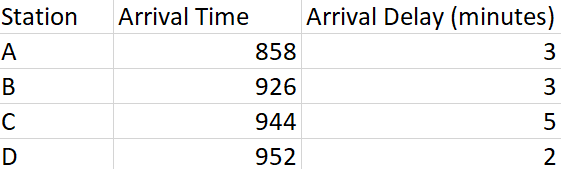 Station Arrival Time Arrival Delay (minutes)
A 858 3
B 926 3
C 944 5
D 952 2